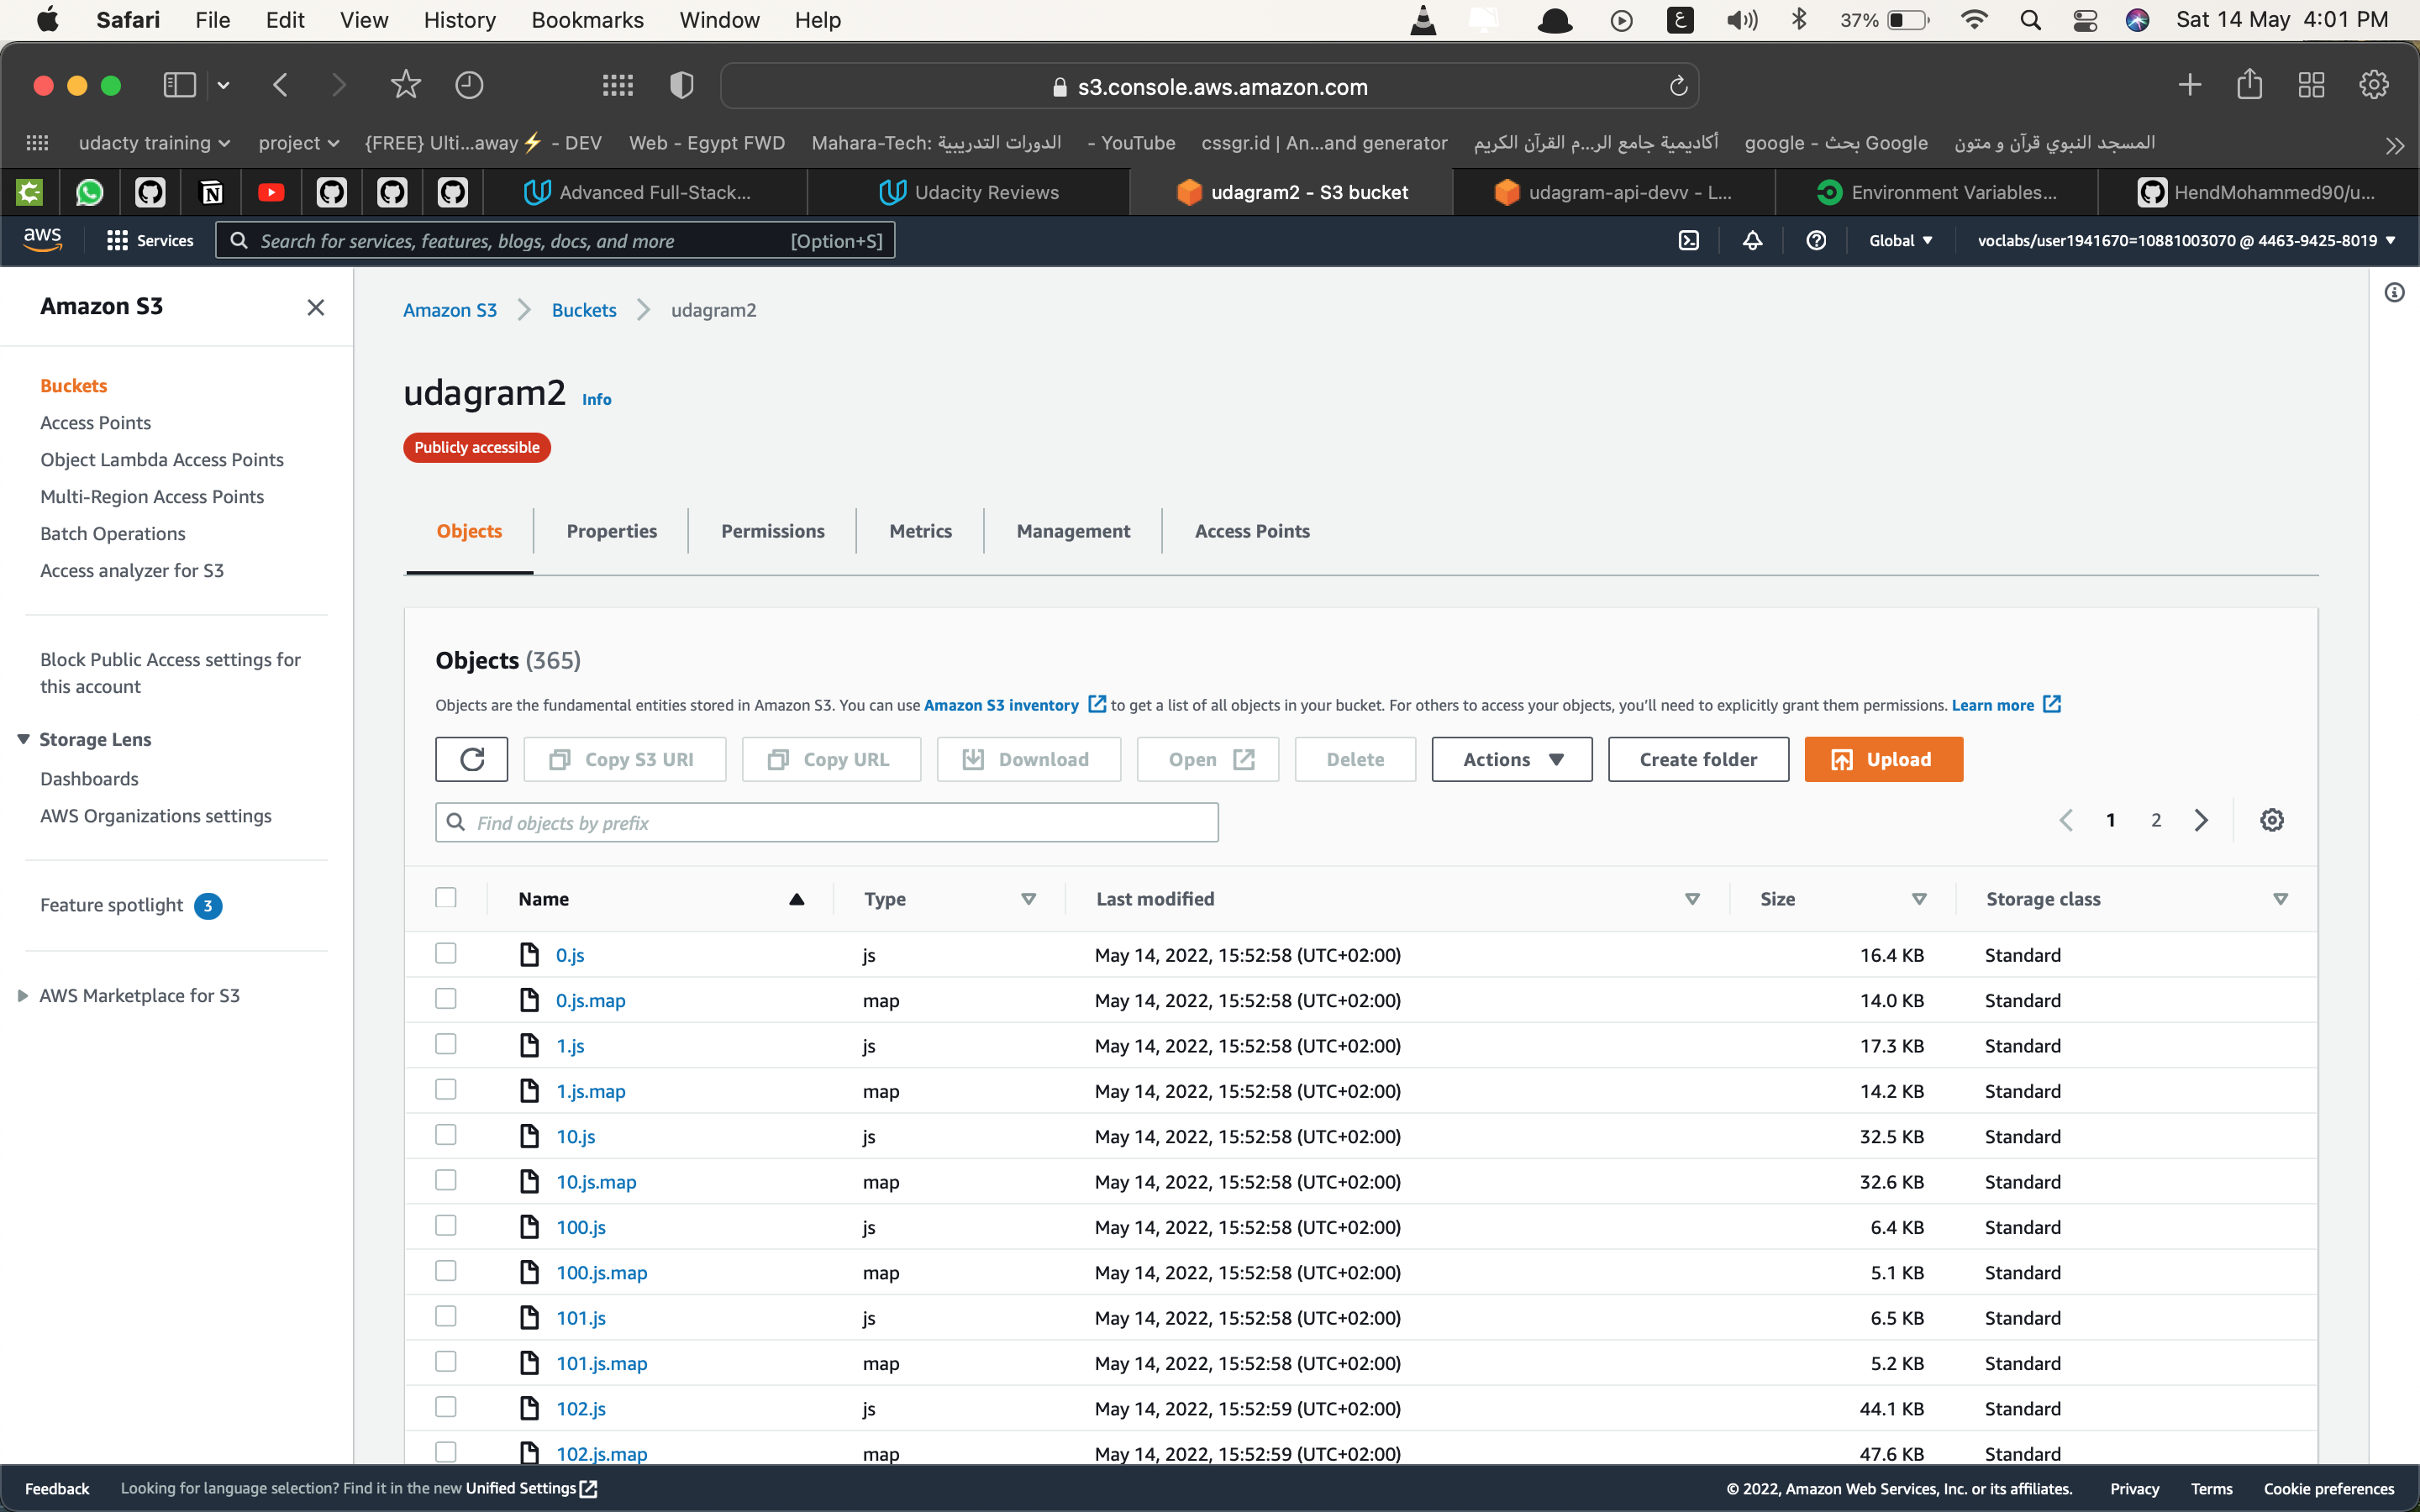 Safari File Edit View History Bookmarks Window Help ع 37% Sat 14 May 4:01 PM
s3.console.aws.amazon.com
udacty training project {FREE} Ulti...away⚡ - DEV Web - Egypt FWD Mahara-Tech: الدورات التدريبية - YouTube cssgr.id | An...and generator أكاديمية جامع الر...م القرآن الكريم google - بحث Google المسجد النبوي قرآن و متون
Advanced Full-Stack... Udacity Reviews udagram2 - S3 bucket udagram-api-devv - L... Environment Variables... HendMohammed90/u...
aws Services Search for services, features, blogs, docs, and more [Option+S] Global voclabs/user1941670=10881003070 @ 4463-9425-8019
Amazon S3
Buckets
Access Points
Object Lambda Access Points
Multi-Region Access Points
Batch Operations
Access analyzer for S3
Block Public Access settings for
this account
Storage Lens
Dashboards
AWS Organizations settings
Feature spotlight 3
AWS Marketplace for S3
Amazon S3 Buckets udagram2
udagram2 Info
Publicly accessible
Objects Properties Permissions Metrics Management Access Points
Objects (365)
Objects are the fundamental entities stored in Amazon S3. You can use Amazon S3 inventory to get a list of all objects in your bucket. For others to access your objects, you'll need to explicitly grant them permissions. Learn more
Copy S3 URI Copy URL Download Open Delete Actions Create folder Upload
Find objects by prefix 1 2
Name Type Last modified Size Storage class
0.js js May 14, 2022, 15:52:58 (UTC+02:00) 16.4 KB Standard
0.js.map map May 14, 2022, 15:52:58 (UTC+02:00) 14.0 KB Standard
1.js js May 14, 2022, 15:52:58 (UTC+02:00) 17.3 KB Standard
1.js.map map May 14, 2022, 15:52:58 (UTC+02:00) 14.2 KB Standard
10.js js May 14, 2022, 15:52:58 (UTC+02:00) 32.5 KB Standard
10.js.map map May 14, 2022, 15:52:58 (UTC+02:00) 32.6 KB Standard
100.js js May 14, 2022, 15:52:58 (UTC+02:00) 6.4 KB Standard
100.js.map map May 14, 2022, 15:52:58 (UTC+02:00) 5.1 KB Standard
101.js js May 14, 2022, 15:52:58 (UTC+02:00) 6.5 KB Standard
101.js.map map May 14, 2022, 15:52:58 (UTC+02:00) 5.2 KB Standard
102.js js May 14, 2022, 15:52:59 (UTC+02:00) 44.1 KB Standard
102.js.map map May 14, 2022, 15:52:59 (UTC+02:00) 47.6 KB Standard
Feedback Looking for language selection? Find it in the new Unified Settings © 2022, Amazon Web Services, Inc. or its affiliates. Privacy Terms Cookie preferences